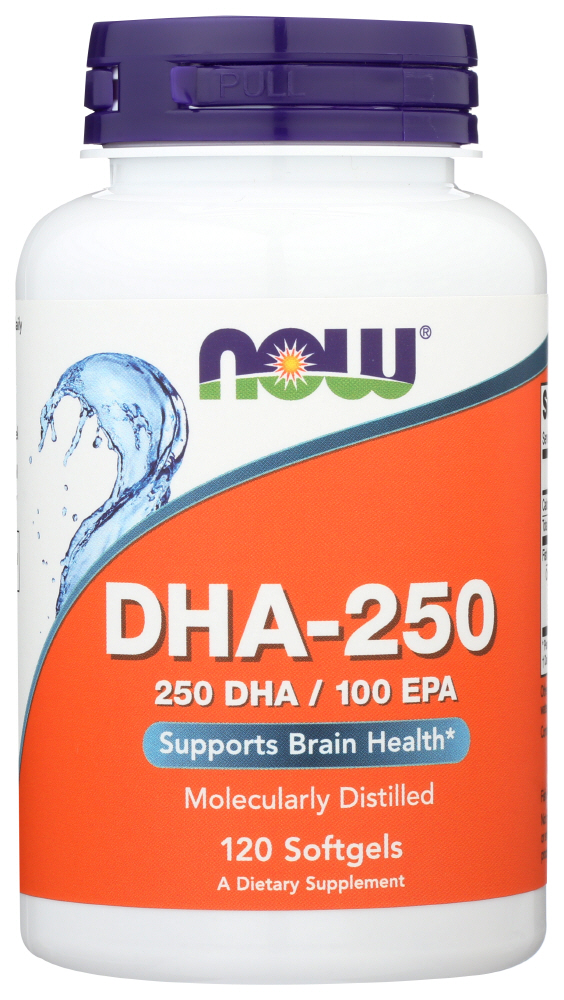 PULL
NOW®
DHA-250
250 DHA / 100 EPA
Supports Brain Health*
Molecularly Distilled
120 Softgels
A Dietary Supplement